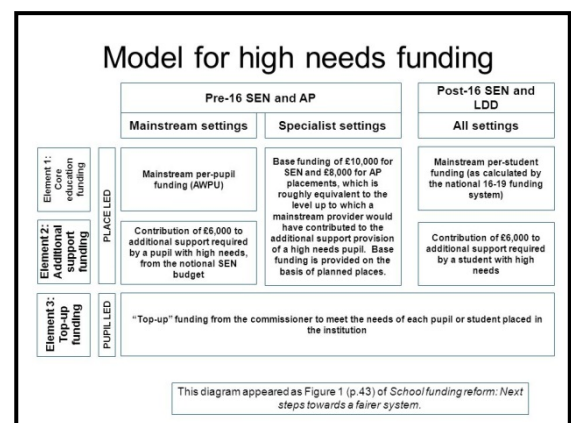 Model for high needs funding
Pre-16 SEN and AP
Post-16 SEN and
LDD
Mainstream settings
Specialist settings
All settings
Element 1:
Core
education
funding
Element 2:
Additional
support
funding
PLACE LED
Mainstream per-pupil
funding (AWPU)
Contribution of £6,000 to
additional support required
by a pupil with high needs,
from the notional SEN
budget
Base funding of £10,000 for
SEN and £8,000 for AP
placements, which is
roughly equivalent to the
level up to which a
mainstream provider would
have contributed to the
additional support provision
of a high needs pupil. Base
funding is provided on the
basis of planned places.
Mainstream per-student
funding (as calculated by
the national 16-19 funding
system)
Contribution of £6,000 to
additional support required
by a student with high
needs
Element 3:
Top-up
funding
PUPIL LED
“Top-up” funding from the commissioner to meet the needs of each pupil or student placed in
the institution
This diagram appeared as Figure 1 (p.43) of School funding reform: Next
steps towards a fairer system.